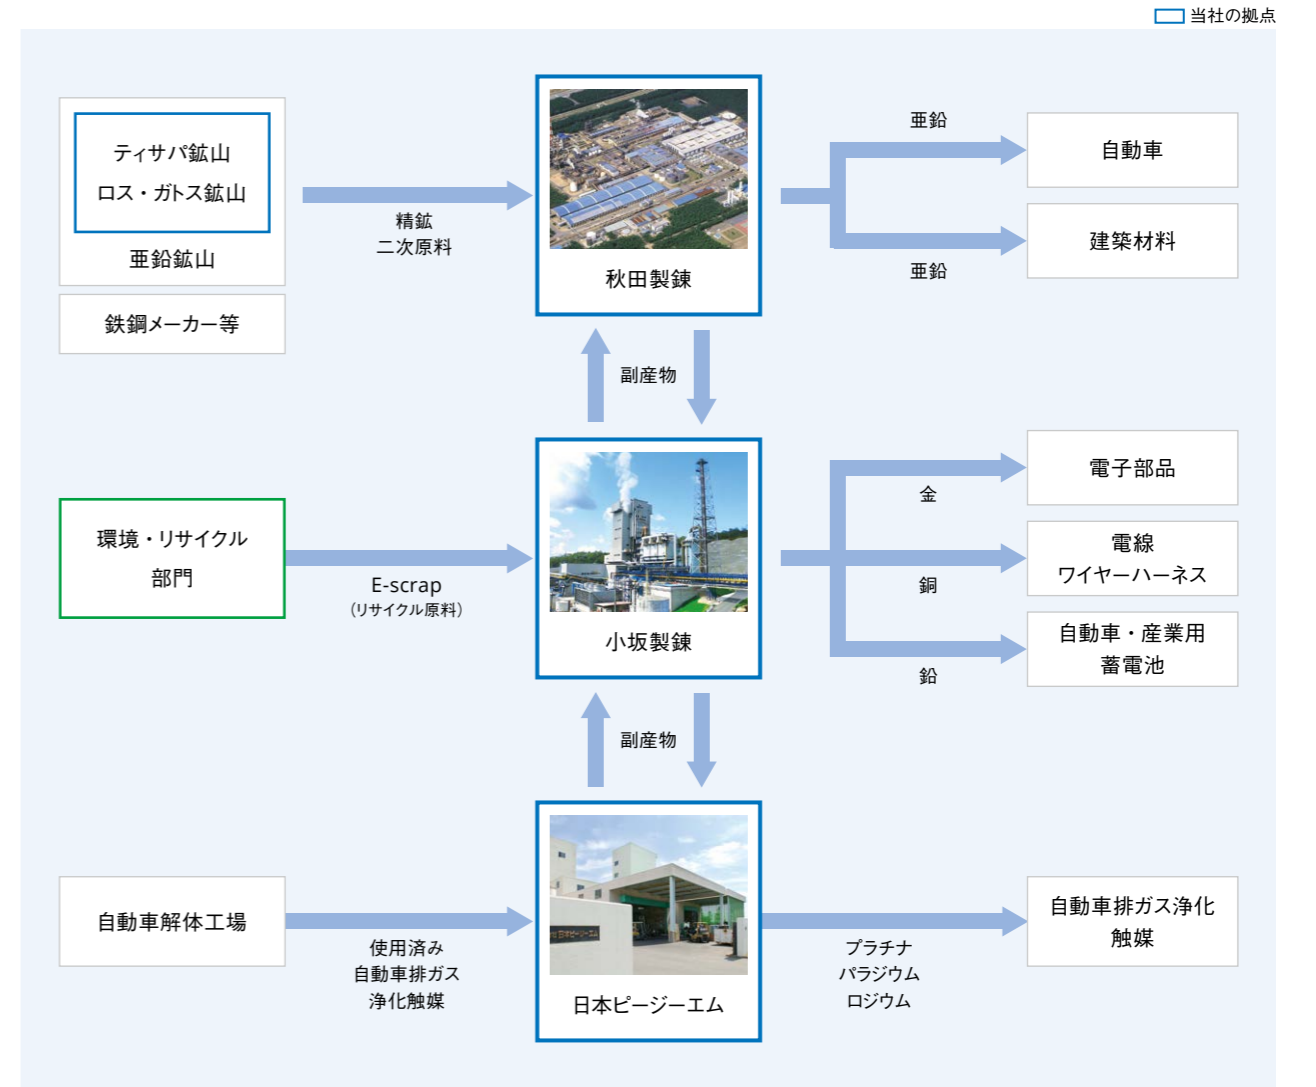 当社の拠点
ティサパ鉱山
ロス・ガトス鉱山
亜鉛鉱山
鉄鋼メーカー等
精鉱
二次原料
秋田製錬
亜鉛
自動車
亜鉛
建築材料
副産物
環境・リサイクル
部門
E-scrap
(リサイクル原料)
小坂製錬
金
電子部品
銅
電線
ワイヤーハーネス
鉛
自動車・産業用
蓄電池
副産物
自動車解体工場
使用済み
自動車排ガス
浄化触媒
日本ピージーエム
プラチナ
パラジウム
ロジウム
自動車排ガス浄化
触媒